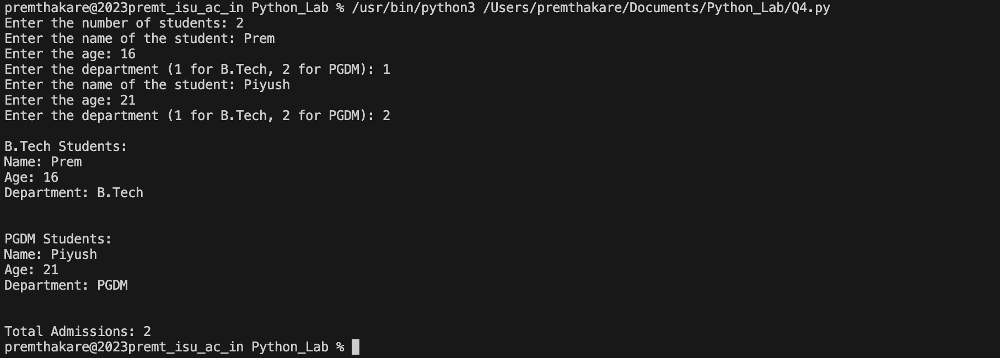 premthakare@2023premt_isu_ac_in Python_Lab % /usr/bin/python3 /Users/premthakare/Documents/Python_Lab/Q4.py
Enter the number of students: 2
Enter the name of the student: Prem
Enter the age: 16
Enter the department (1 for B.Tech, 2 for PGDM): 1
Enter the name of the student: Piyush
Enter the age: 21
Enter the department (1 for B.Tech, 2 for PGDM): 2
B.Tech Students:
Name: Prem
Age: 16
Department: B.Tech
PGDM Students:
Name: Piyush
Age: 21
Department: PGDM
Total Admissions: 2
premthakare@2023premt_isu_ac_in Python_Lab %